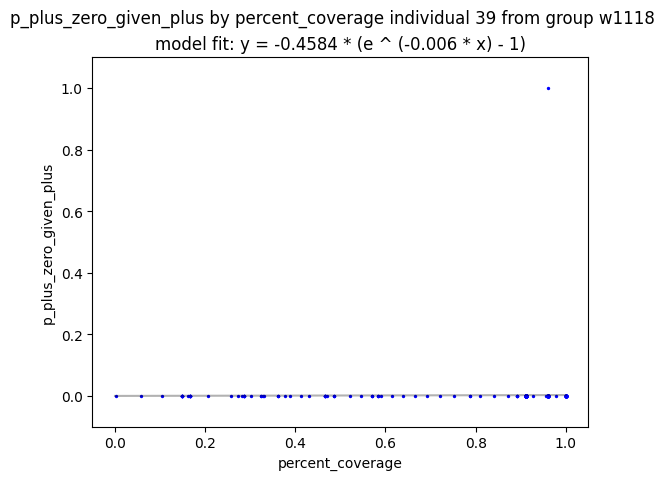 p_plus_zero_given_plus by percent_coverage individual 39 from group w1118
model fit: y = -0.4584 * (e ^ (-0.006 * x) - 1)
1.0
0.8
0.6
0.4
0.2
0.0
p_plus_zero_given_plus
0.0 0.2 0.4 0.6 0.8 1.0
percent_coverage